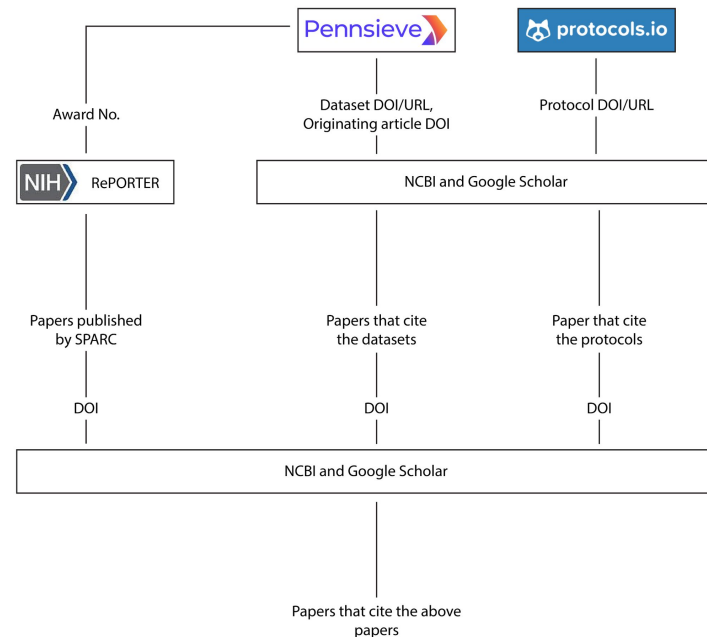 Pennsieve
protocols.io
Award No.
Dataset DOI/URL,
Originating article DOI
Protocol DOI/URL
NIH
RePORTER
NCBI and Google Scholar
Papers published
by SPARC
Papers that cite
the datasets
Paper that cite
the protocols
DOI
DOI
DOI
NCBI and Google Scholar
Papers that cite the above
papers